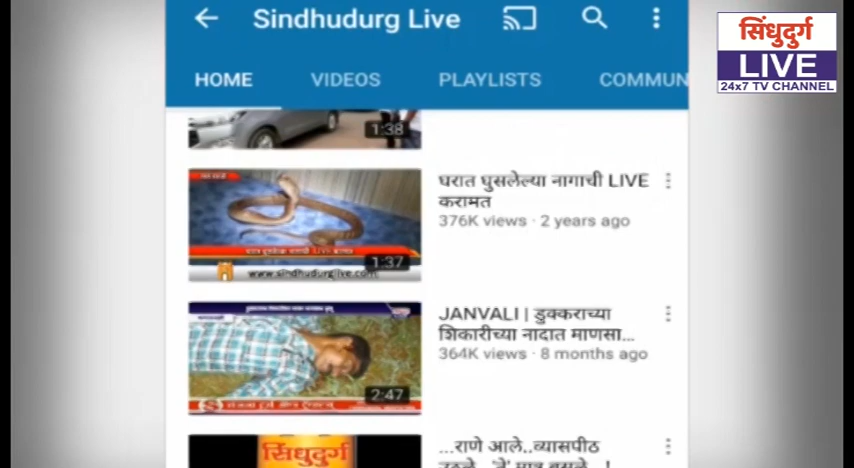 Sindhudurg Live
सिंधुदुर्ग
LIVE
24x7 TV CHANNEL
HOME VIDEOS PLAYLISTS COMMUN
1:38
घरात घुसलेल्या नागाची LIVE
करामत
376K views · 2 years ago
1:37
www.sindhudurglive.com
JANVALI | डुक्कराच्या
शिकारीच्या नादात माणसा...
364K views · 8 months ago
2:47
सिंधुदुर्ग
...राणे आले..व्यासपीठ